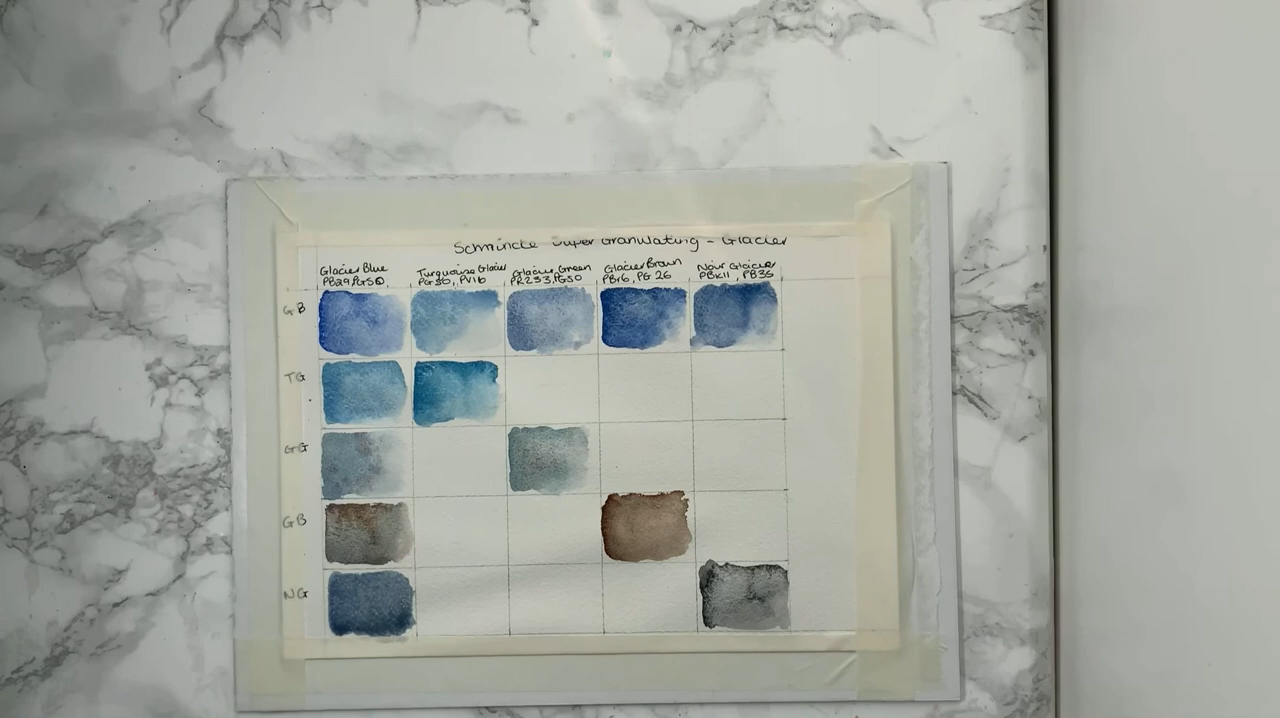 Schmincke Super Granulating - Glacier
Glacier Blue
PB29, PG50
Turquoise Glacier
PG36, PV16
Glacier Green
PR233, PG50
Glacier Brown
PBr6, PG 26
Noir Glacier
PBk11, PB36
GB
TG
GG
GB
NG